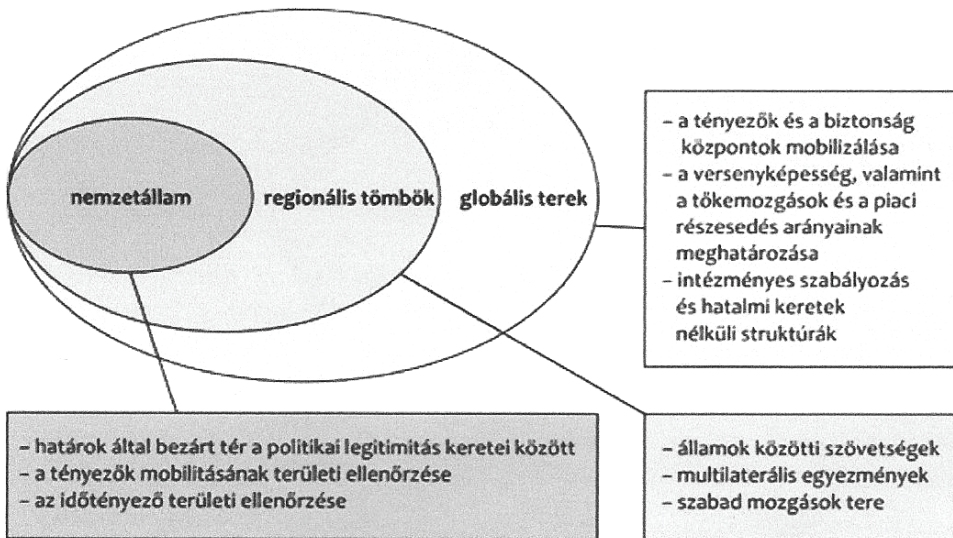 nemzetállam
regionális tömbök
globális terek
– a tényezők és a biztonság
központok mobilizálása
– a versenyképesség, valamint
a tőkemozgások és a piaci
részesedés arányainak
meghatározása
– intézményes szabályozás
és hatalmi keretek
nélküli struktúrák
– határok által bezárt tér a politikai legitimitás keretei között
– a tényezők mobilitásának területi ellenőrzése
– az időtényező területi ellenőrzése
– államok közötti szövetségek
– multilaterális egyezmények
– szabad mozgások tere